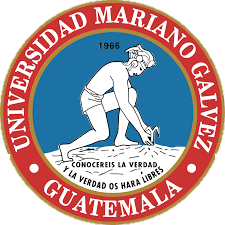 UNIVERSIDAD MARIANO GALVEZ
1966
CONOCEREIS LA VERDAD
Y LA VERDAD OS HARA LIBRES
GUATEMALA